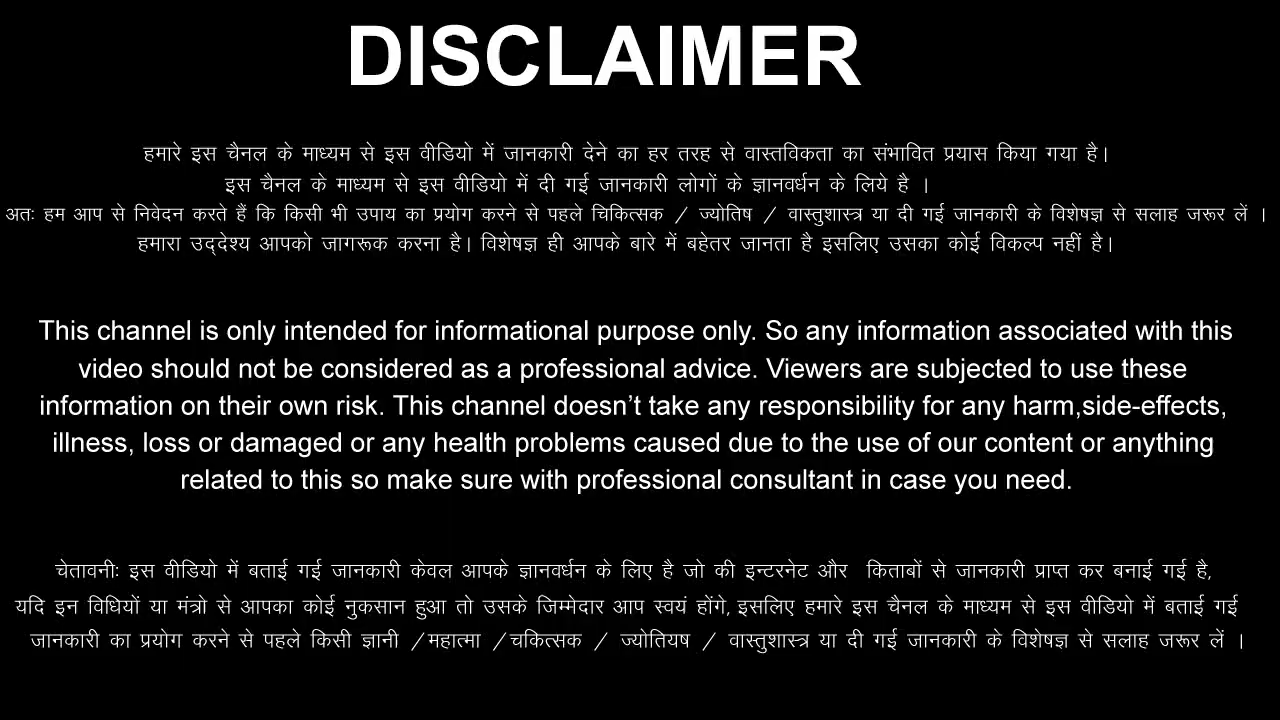 DISCLAIMER
हमारे इस चैनल के माध्यम से इस वीडियो में जानकारी देने का हर तरह से वास्तविकता का संभावित प्रयास किया गया है।
इस चैनल के माध्यम से इस वीडियो में दी गई जानकारी लोगों के ज्ञानवर्धन के लिये है ।
अतः हम आप से निवेदन करते हैं कि किसी भी उपाय का प्रयोग करने से पहले चिकित्सक / ज्योतिष / वास्तुशास्त्र या दी गई जानकारी के विशेषज्ञ से सलाह जरूर लें ।
हमारा उद्देश्य आपको जागरूक करना है। विशेषज्ञ ही आपके बारे में बहेतर जानता है इसलिए उसका कोई विकल्प नहीं है।
This channel is only intended for informational purpose only. So any information associated with this
video should not be considered as a professional advice. Viewers are subjected to use these
information on their own risk. This channel doesn't take any responsibility for any harm,side-effects,
illness, loss or damaged or any health problems caused due to the use of our content or anything
related to this so make sure with professional consultant in case you need.
चेतावनीः इस वीडियो में बताई गई जानकारी केवल आपके ज्ञानवर्धन के लिए है जो की इन्टरनेट और किताबों से जानकारी प्राप्त कर बनाई गई है,
यदि इन विधियों या मंत्रो से आपका कोई नुकसान हुआ तो उसके जिम्मेदार आप स्वयं होंगे, इसलिए हमारे इस चैनल के माध्यम से इस वीडियो में बताई गई
जानकारी का प्रयोग करने से पहले किसी ज्ञानी /महात्मा /चकित्सक / ज्योतियष / वास्तुशास्त्र या दी गई जानकारी के विशेषज्ञ से सलाह जरूर लें ।